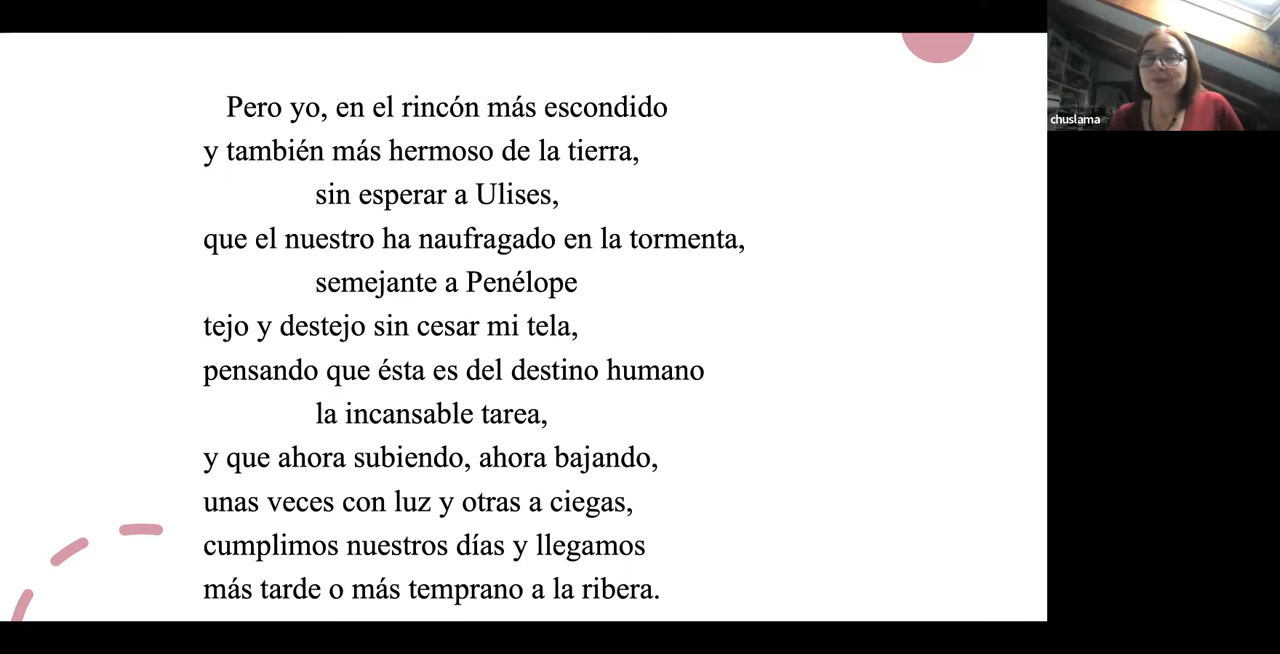 Pero yo, en el rincón más escondido
y también más hermoso de la tierra,
sin esperar a Ulises,
que el nuestro ha naufragado en la tormenta,
semejante a Penélope
tejo y destejo sin cesar mi tela,
pensando que ésta es del destino humano
la incansable tarea,
y que ahora subiendo, ahora bajando,
unas veces con luz y otras a ciegas,
cumplimos nuestros días y llegamos
más tarde o más temprano a la ribera.
chuslama